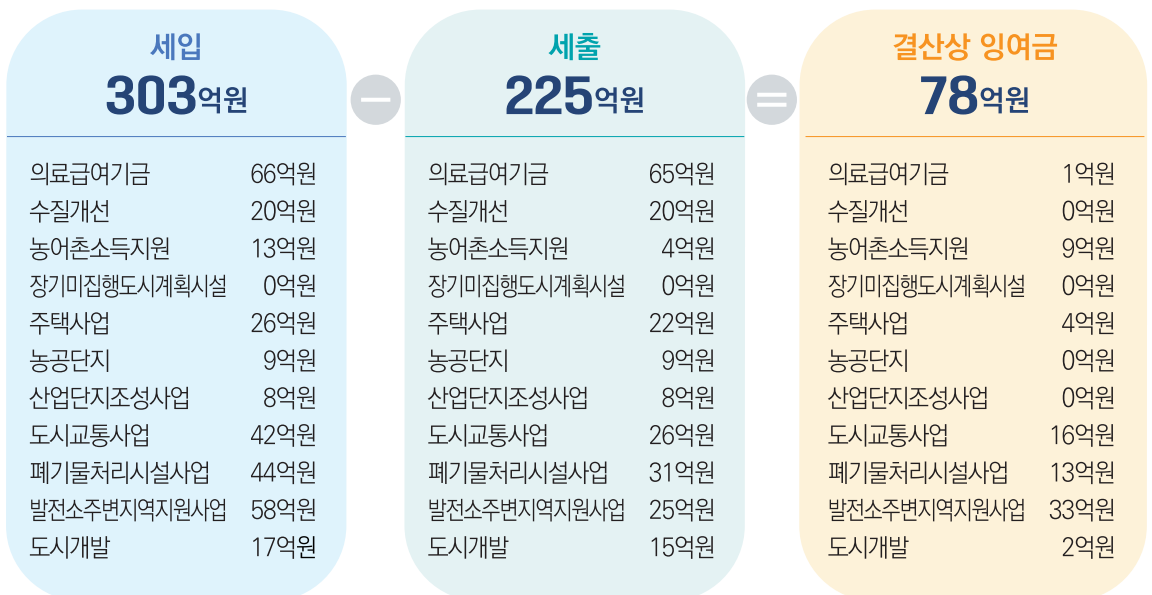 세입
303억원
의료급여기금 66억원
수질개선 20억원
농어촌소득지원 13억원
장기미집행도시계획시설 0억원
주택사업 26억원
농공단지 9억원
산업단지조성사업 8억원
도시교통사업 42억원
폐기물처리시설사업 44억원
발전소주변지역지원사업 58억원
도시개발 17억원
−
세출
225억원
의료급여기금 65억원
수질개선 20억원
농어촌소득지원 4억원
장기미집행도시계획시설 0억원
주택사업 22억원
농공단지 9억원
산업단지조성사업 8억원
도시교통사업 26억원
폐기물처리시설사업 31억원
발전소주변지역지원사업 25억원
도시개발 15억원
=
결산상 잉여금
78억원
의료급여기금 1억원
수질개선 0억원
농어촌소득지원 9억원
장기미집행도시계획시설 0억원
주택사업 4억원
농공단지 0억원
산업단지조성사업 0억원
도시교통사업 16억원
폐기물처리시설사업 13억원
발전소주변지역지원사업 33억원
도시개발 2억원